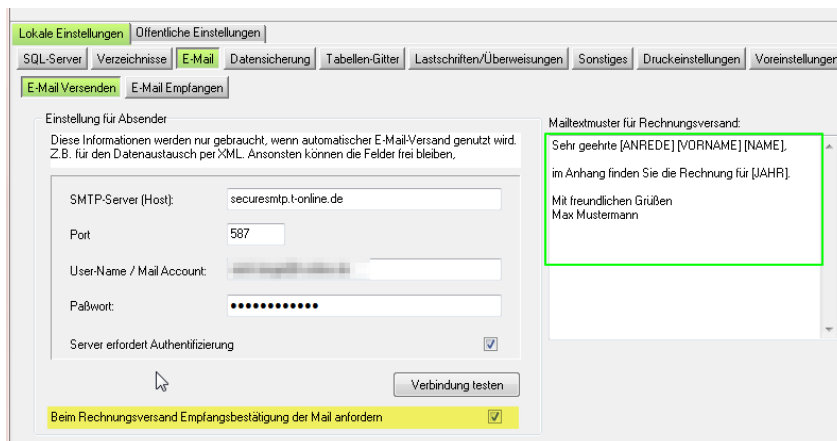 Lokale Einstellungen Öffentliche Einstellungen
SQL-Server Verzeichnisse E-Mail Datensicherung Tabellen-Gitter Lastschriften/Überweisungen Sonstiges Druckeinstellungen Voreinstellungen
E-Mail Versenden E-Mail Empfangen
Einstellung für Absender
Diese Informationen werden nur gebraucht, wenn automatischer E-Mail-Versand genutzt wird.
Z.B. für den Datenaustausch per XML. Ansonsten können die Felder frei bleiben,
SMTP-Server (Host): securesmtp.t-online.de
Port 587
User-Name / Mail Account:
Paßwort: ●●●●●●●●●●●●
Server erfordert Authentifizierung
Verbindung testen
Beim Rechnungsversand Empfangsbestätigung der Mail anfordern
Mailtextmuster für Rechnungsversand:
Sehr geehrte [ANREDE] [VORNAME] [NAME],
im Anhang finden Sie die Rechnung für [JAHR].
Mit freundlichen Grüßen
Max Mustermann